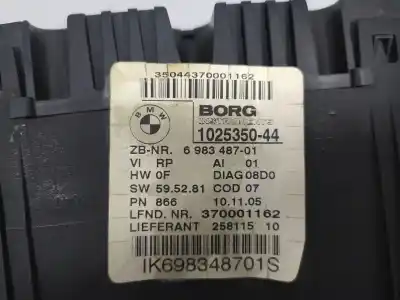 35044370001162
BMW
BORG
INSTRUMENTS
1025350-44
ZB-NR. 6 983 487-01
VI RP AI 01
HW 0F DIAG 08D0
SW 59.52.81 COD 07
PN 866 10.11.05
LFND. NR. 370001162
LIEFERANT 258115 10
IK698348701S